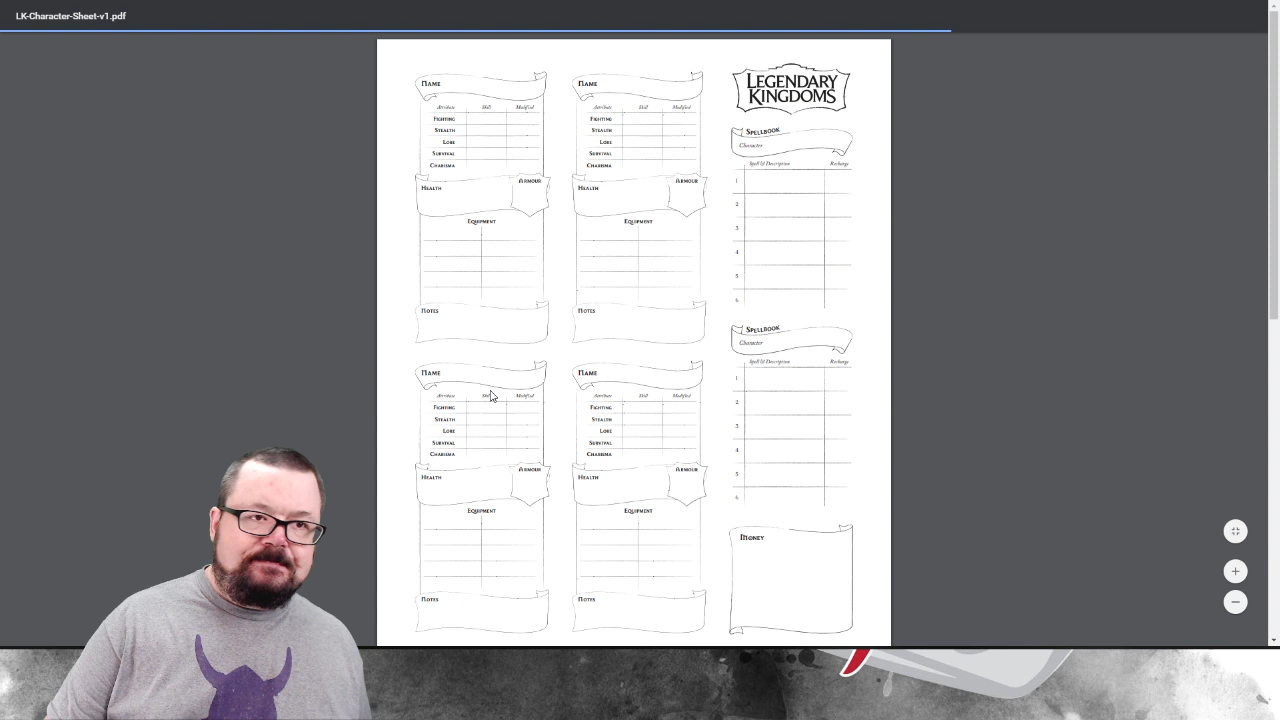 LK-Character-Sheet-v1.pdf
Name
Attribute Skill Modified
Fighting
Stealth
Lore
Survival
Charisma
Health
Armour
Equipment
Notes
Name
Attribute Skill Modified
Fighting
Stealth
Lore
Survival
Charisma
Health
Armour
Equipment
Notes
LEGENDARY
KINGDOMS
Spellbook
Character
Spell & Description Recharge
1
2
3
4
5
6
Name
Attribute Skill Modified
Fighting
Stealth
Lore
Survival
Charisma
Health
Armour
Equipment
Notes
Name
Attribute Skill Modified
Fighting
Stealth
Lore
Survival
Charisma
Health
Armour
Equipment
Notes
Spellbook
Character
Spell & Description Recharge
1
2
3
4
5
6
Money